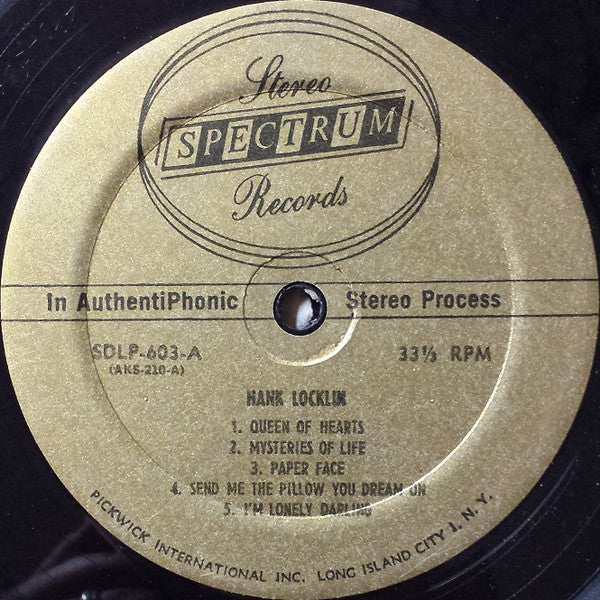 Stereo
SPECTRUM
Records
In AuthentiPhonic Stereo Process
SDLP-603-A 33⅓ RPM
(AKS-210-A)
HANK LOCKLIN
1. QUEEN OF HEARTS
2. MYSTERIES OF LIFE
3. PAPER FACE
4. SEND ME THE PILLOW YOU DREAM ON
5. I'M LONELY DARLING
PICKWICK INTERNATIONAL INC. LONG ISLAND CITY 1. N. Y.